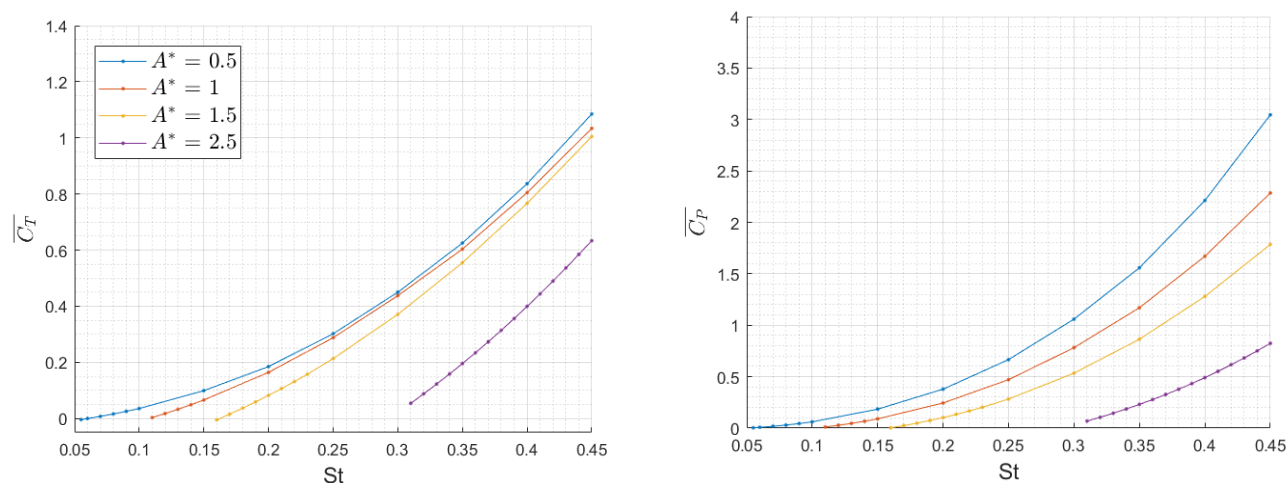 1.4
1.2
1
0.8
0.6
0.4
0.2
0
0.05 0.1 0.15 0.2 0.25 0.3 0.35 0.4 0.45
St
$\overline{C_T}$
A* = 0.5
A* = 1
A* = 1.5
A* = 2.5
4
3.5
3
2.5
2
1.5
1
0.5
0
0.05 0.1 0.15 0.2 0.25 0.3 0.35 0.4 0.45
St
$\overline{C_P}$